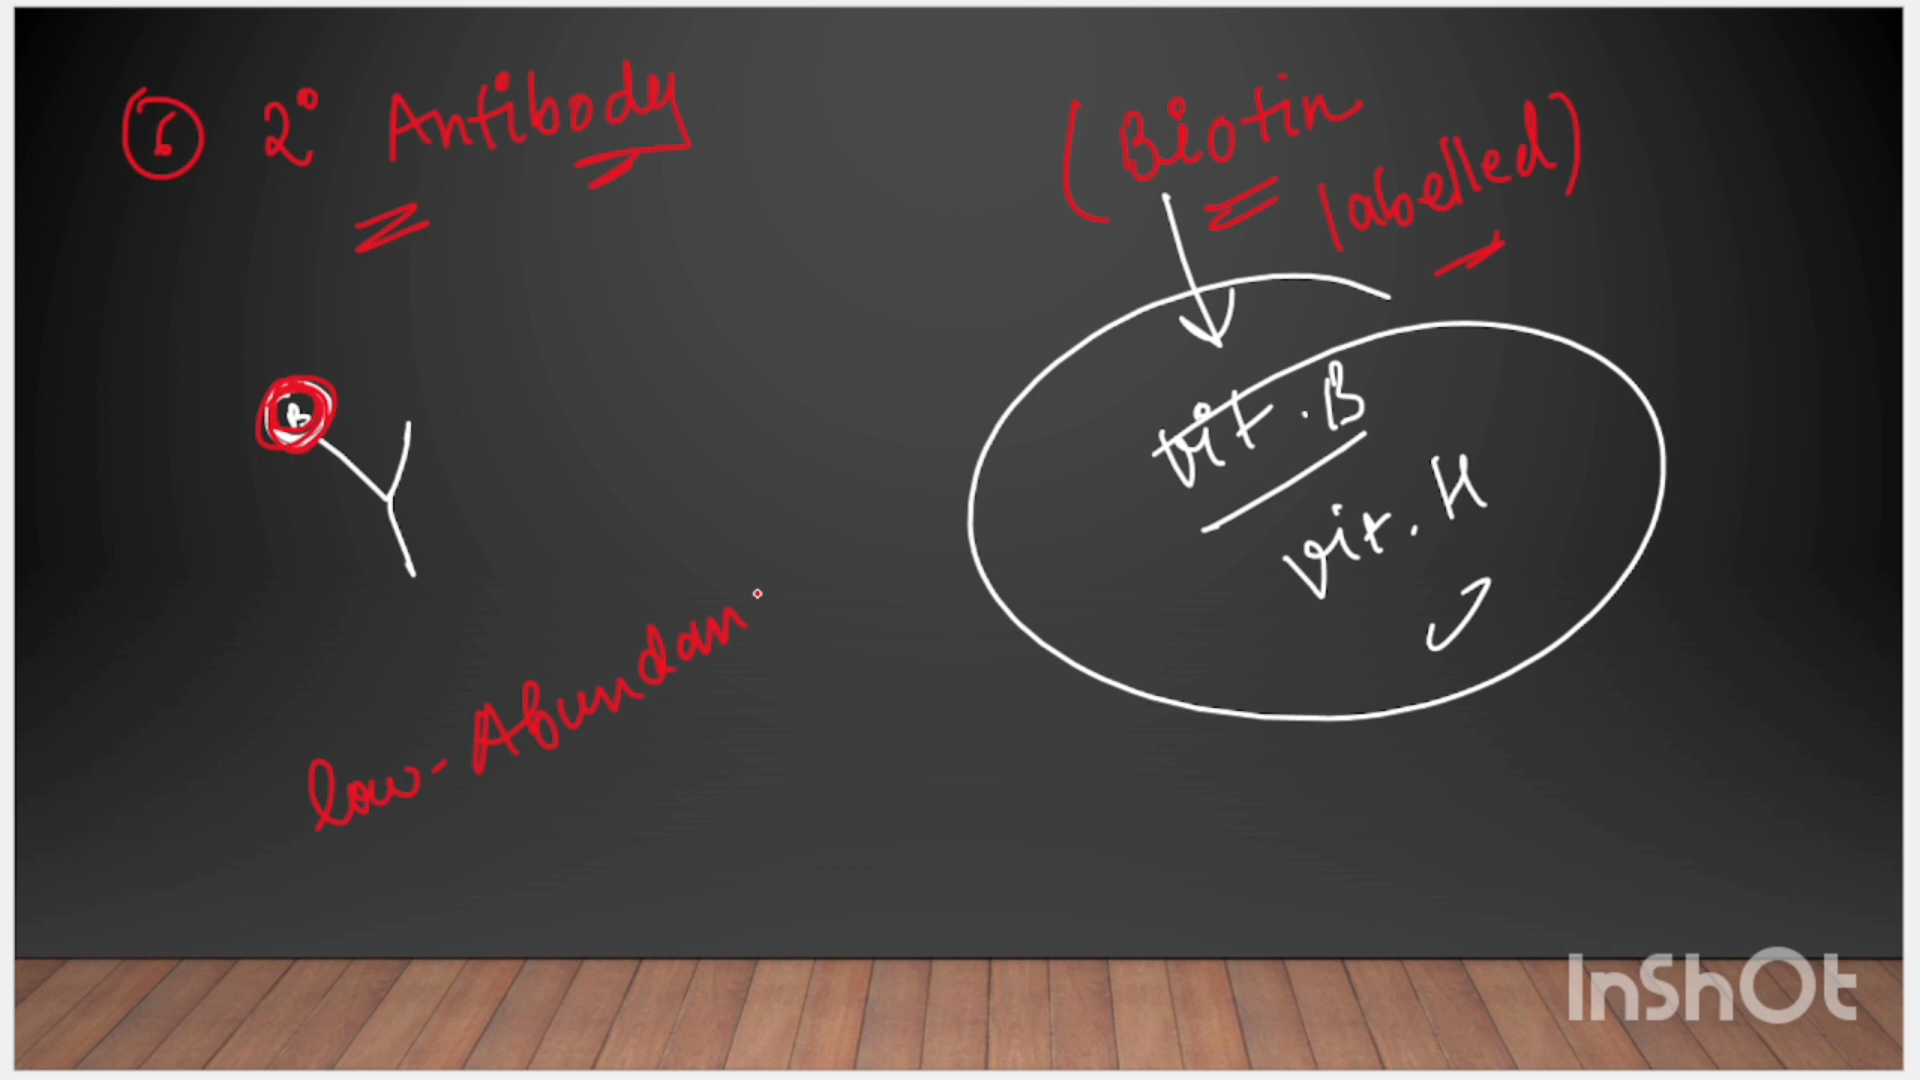 6 2° Antibody (Biotin
labelled)
B
vit. B
vit. H
low-Abundan
InShOt